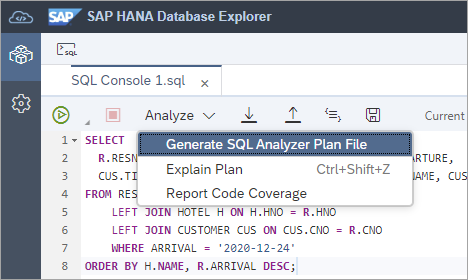 SAP SAP HANA Database Explorer
SQL
SQL Console 1.sql ×
Analyze Current
1 SELECT
Generate SQL Analyzer Plan File
2 R.RESN ARTURE,
Explain Plan Ctrl+Shift+Z
3 CUS.TI NAME, CUS
Report Code Coverage
4 FROM RES
5 LEFT JOIN HOTEL H ON H.HNO = R.HNO
6 LEFT JOIN CUSTOMER CUS ON CUS.CNO = R.CNO
7 WHERE ARRIVAL = '2020-12-24'
8 ORDER BY H.NAME, R.ARRIVAL DESC;